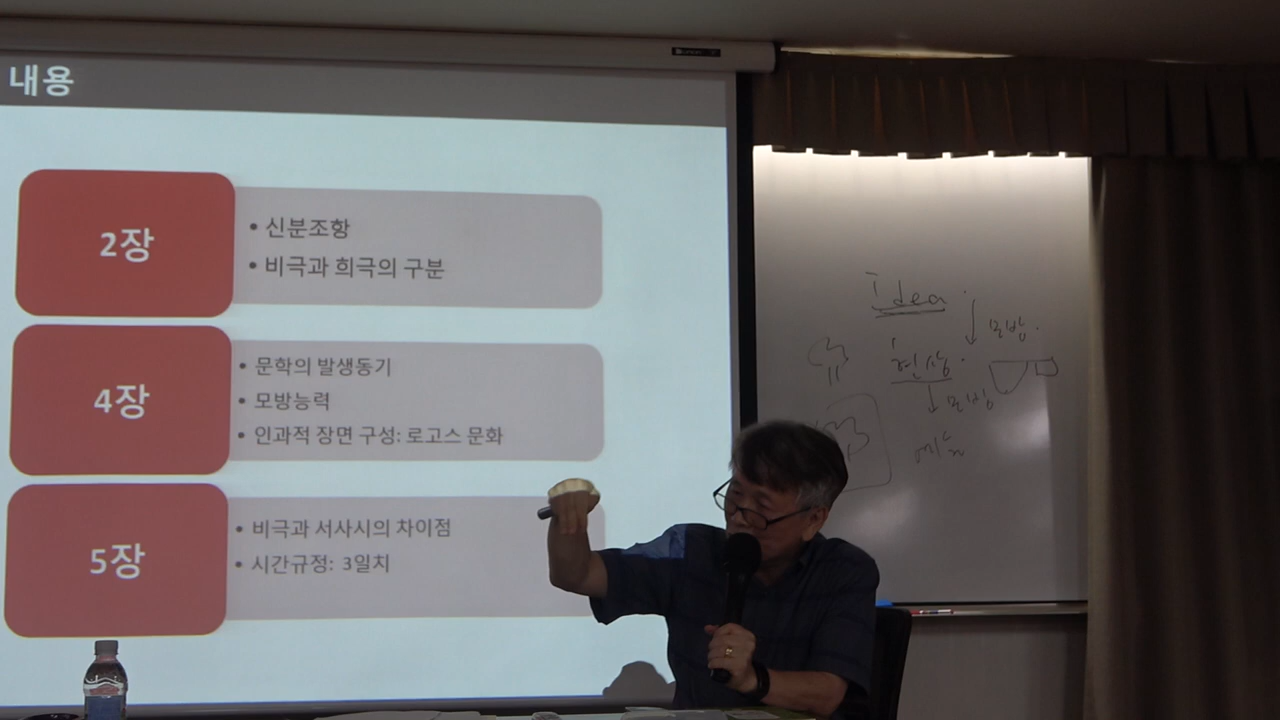 내용
2장
• 신분조항
• 비극과 희극의 구분
4장
• 문학의 발생동기
• 모방능력
• 인과적 장면 구성: 로고스 문화
5장
• 비극과 서사시의 차이점
• 시간규정: 3일치
Idea
모방.
현상.
모방
예술